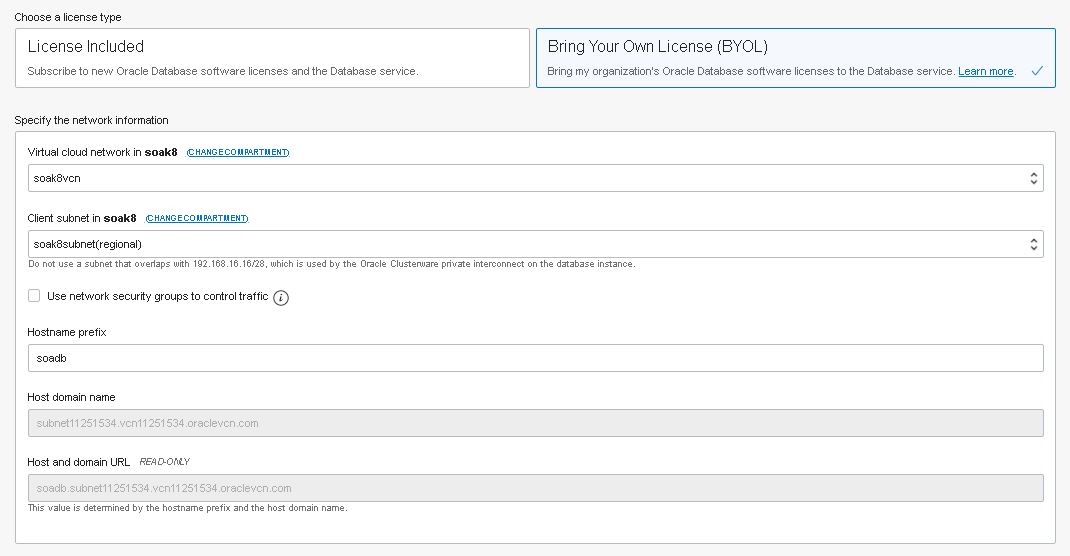 Choose a license type
License Included
Subscribe to new Oracle Database software licenses and the Database service.
Bring Your Own License (BYOL)
Bring my organization's Oracle Database software licenses to the Database service. Learn more.
Specify the network information
Virtual cloud network in soak8 (CHANGE COMPARTMENT)
soak8vcn
Client subnet in soak8 (CHANGE COMPARTMENT)
soak8subnet(regional)
Do not use a subnet that overlaps with 192.168.16.16/28, which is used by the Oracle Clusterware private interconnect on the database instance.
Use network security groups to control traffic i
Hostname prefix
soadb
Host domain name
subnet11251534.vcn11251534.oraclevcn.com
Host and domain URL READ-ONLY
soadb.subnet11251534.vcn11251534.oraclevcn.com
This value is determined by the hostname prefix and the host domain name.